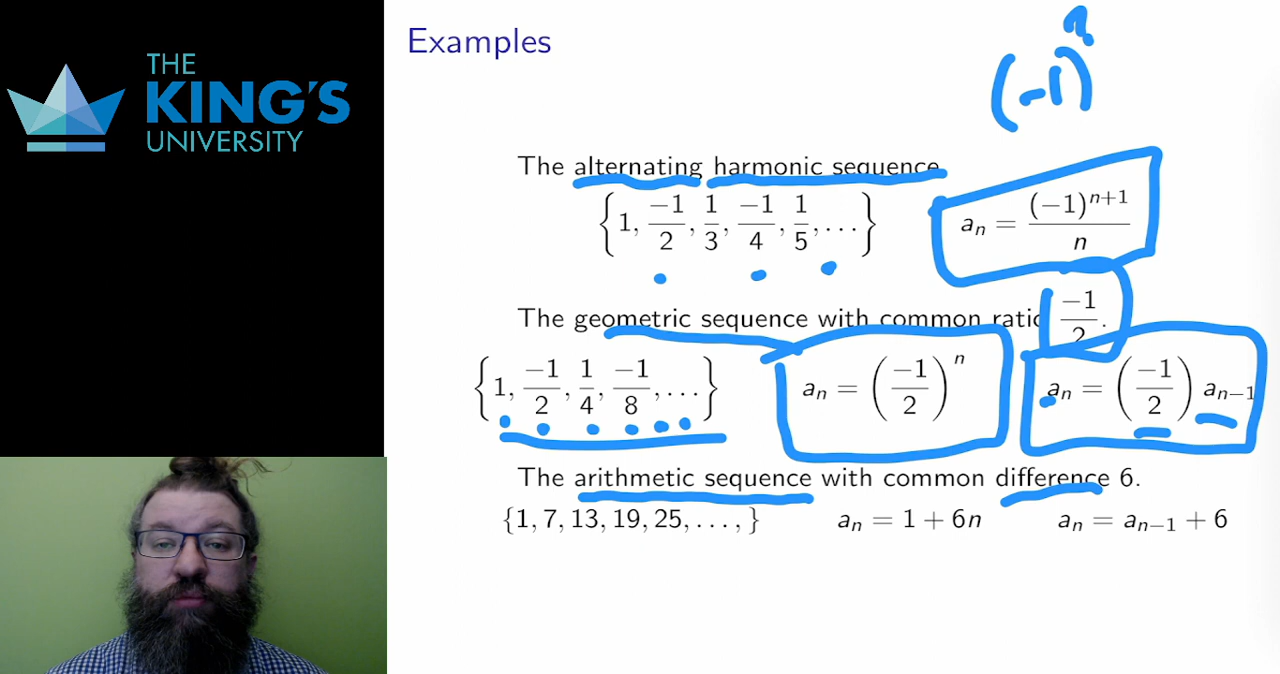 THE
KING'S
UNIVERSITY
Examples
(-1)^n
The alternating harmonic sequence
{1, -1/2, 1/3, -1/4, 1/5, ...}
a_n = (-1)^{n+1}/n
The geometric sequence with common ratio -1/2.
{1, -1/2, 1/4, -1/8, ...}
a_n = (-1/2)^n
a_n = (-1/2) a_{n-1}
The arithmetic sequence with common difference 6.
{1, 7, 13, 19, 25, ..., }
a_n = 1 + 6n
a_n = a_{n-1} + 6